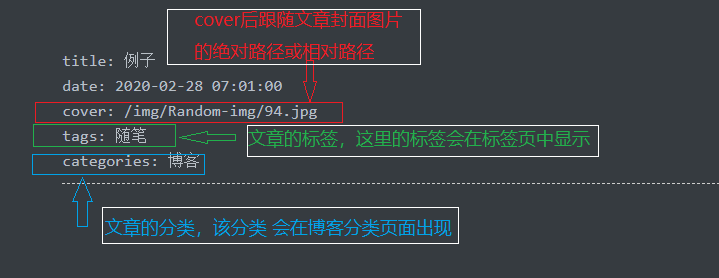 cover后跟随文章封面图片
的绝对路径或相对路径
title: 例子
date: 2020-02-28 07:01:00
cover: /img/Random-img/94.jpg
tags: 随笔
文章的标签，这里的标签会在标签页中显示
categories: 博客
文章的分类，该分类 会在博客分类页面出现